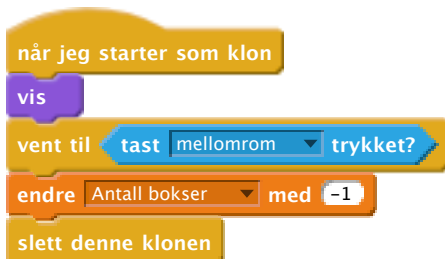 når jeg starter som klon
vis
vent til tast mellomrom trykket?
endre Antall bokser med -1
slett denne klonen